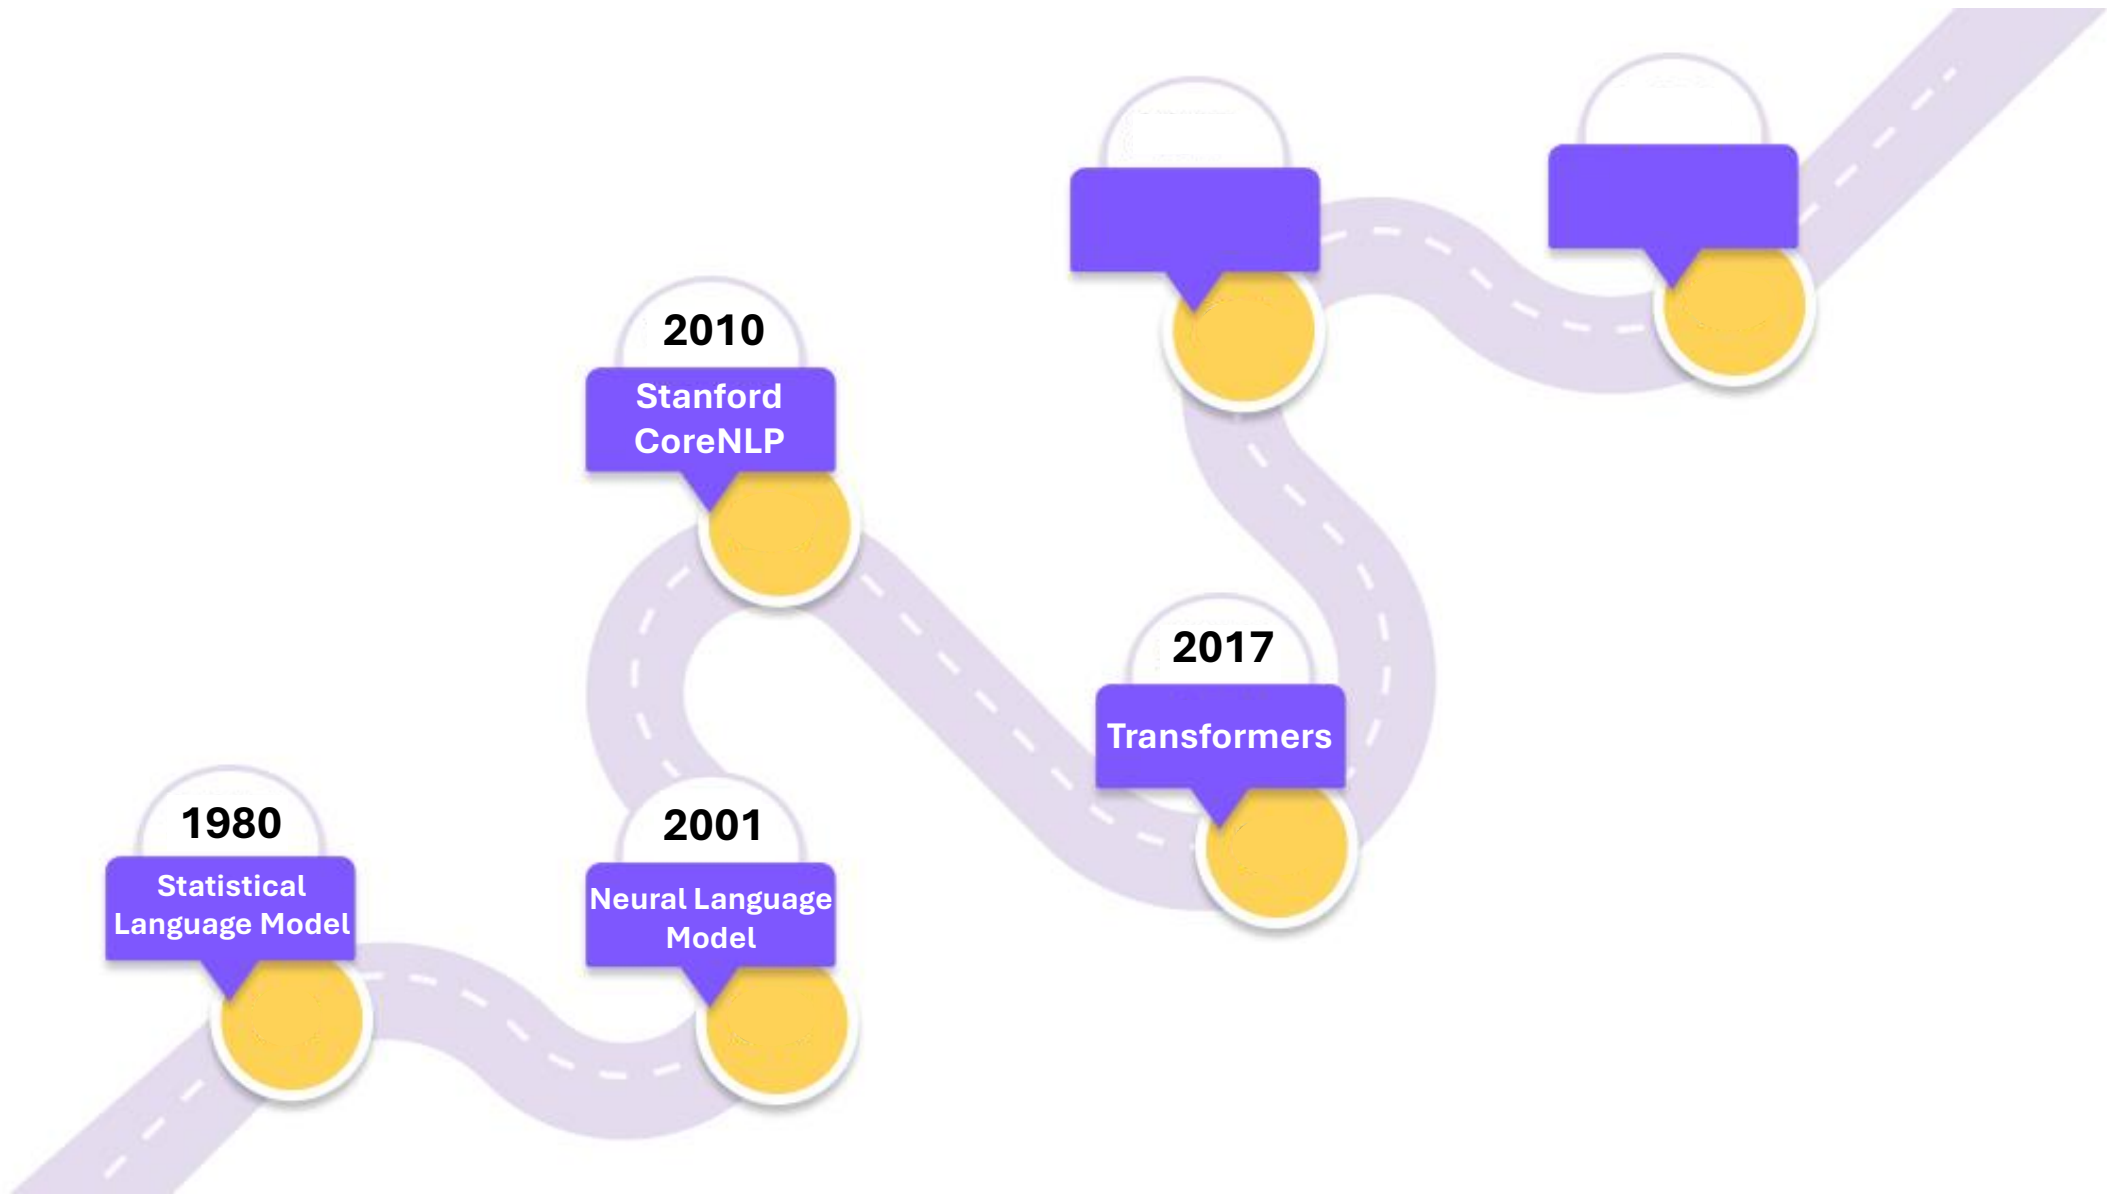 1980
Statistical
Language Model
2001
Neural Language
Model
2010
Stanford
CoreNLP
2017
Transformers